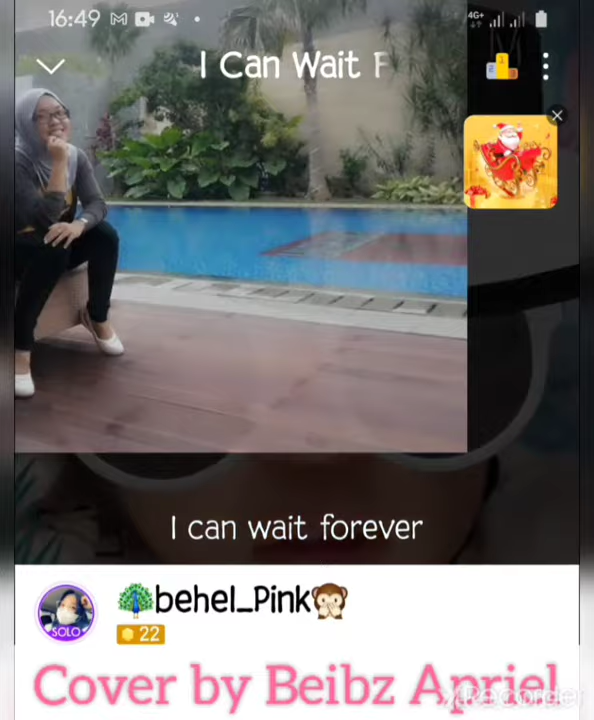 16:49
4G+
I Can Wait F
I can wait forever
behel_Pink
SOLO
22
Cover by Beibz Apriel
XRecorder